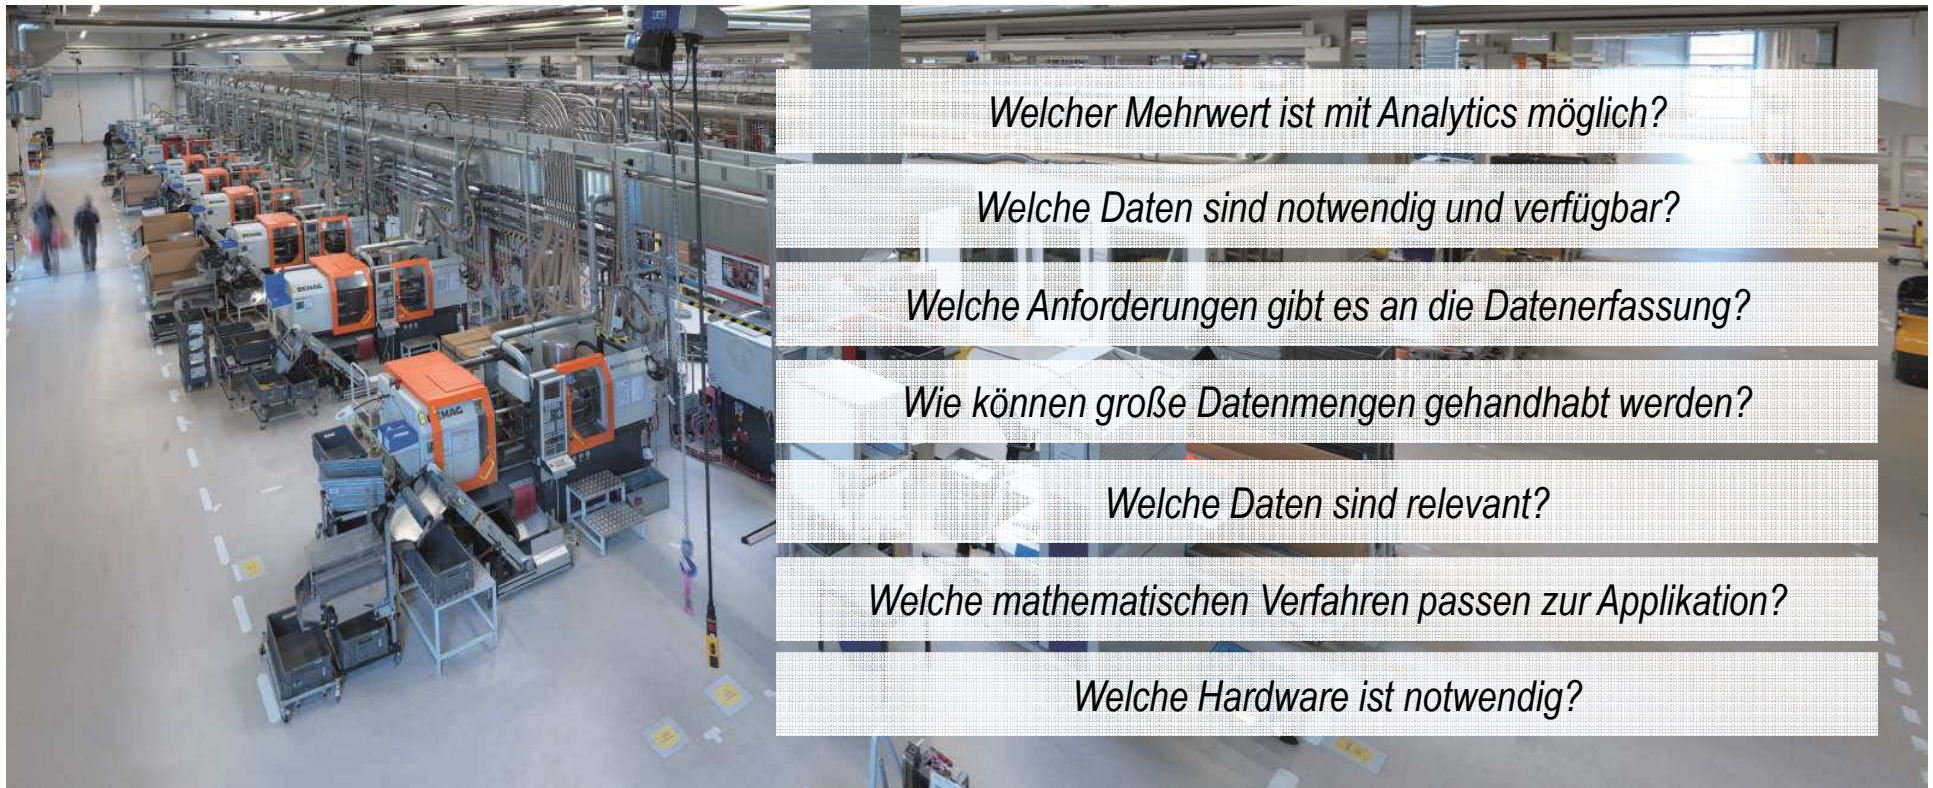 Welcher Mehrwert ist mit Analytics möglich?
Welche Daten sind notwendig und verfügbar?
Welche Anforderungen gibt es an die Datenerfassung?
Wie können große Datenmengen gehandhabt werden?
Welche Daten sind relevant?
Welche mathematischen Verfahren passen zur Applikation?
Welche Hardware ist notwendig?
DEMAG